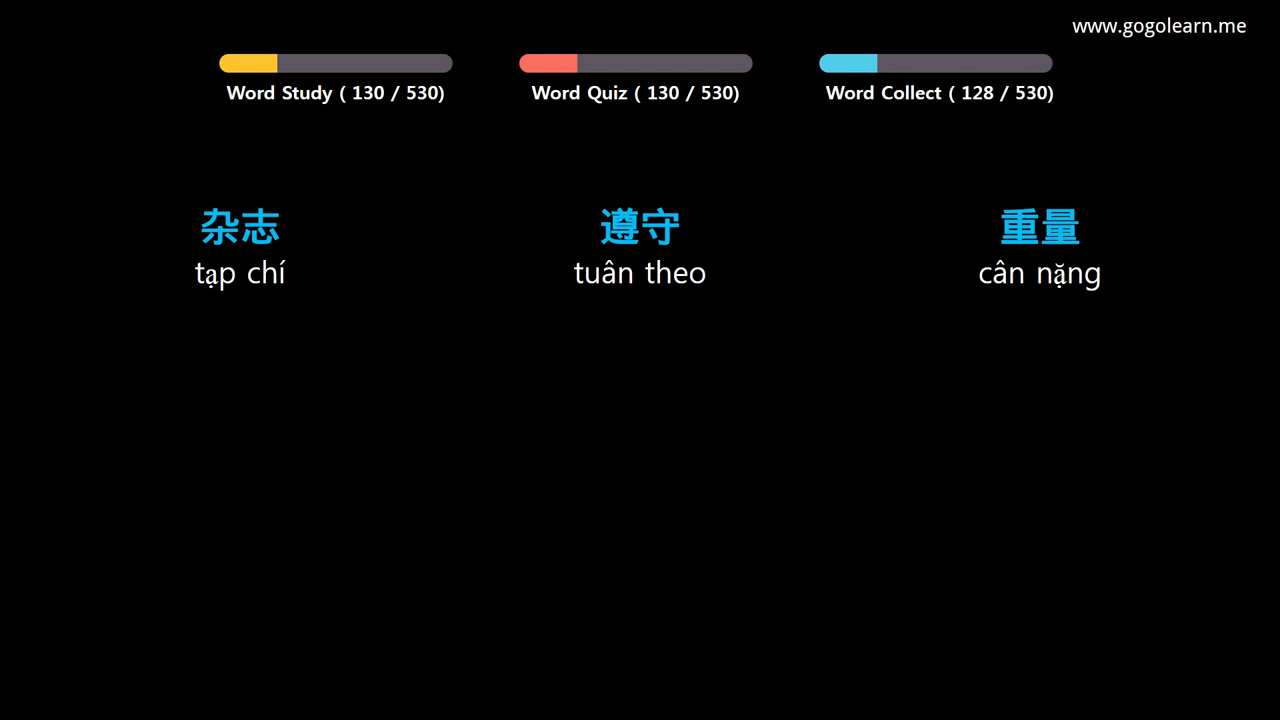 www.gogolearn.me
Word Study ( 130 / 530)
Word Quiz ( 130 / 530)
Word Collect ( 128 / 530)
杂志
tạp chí
遵守
tuân theo
重量
cân nặng